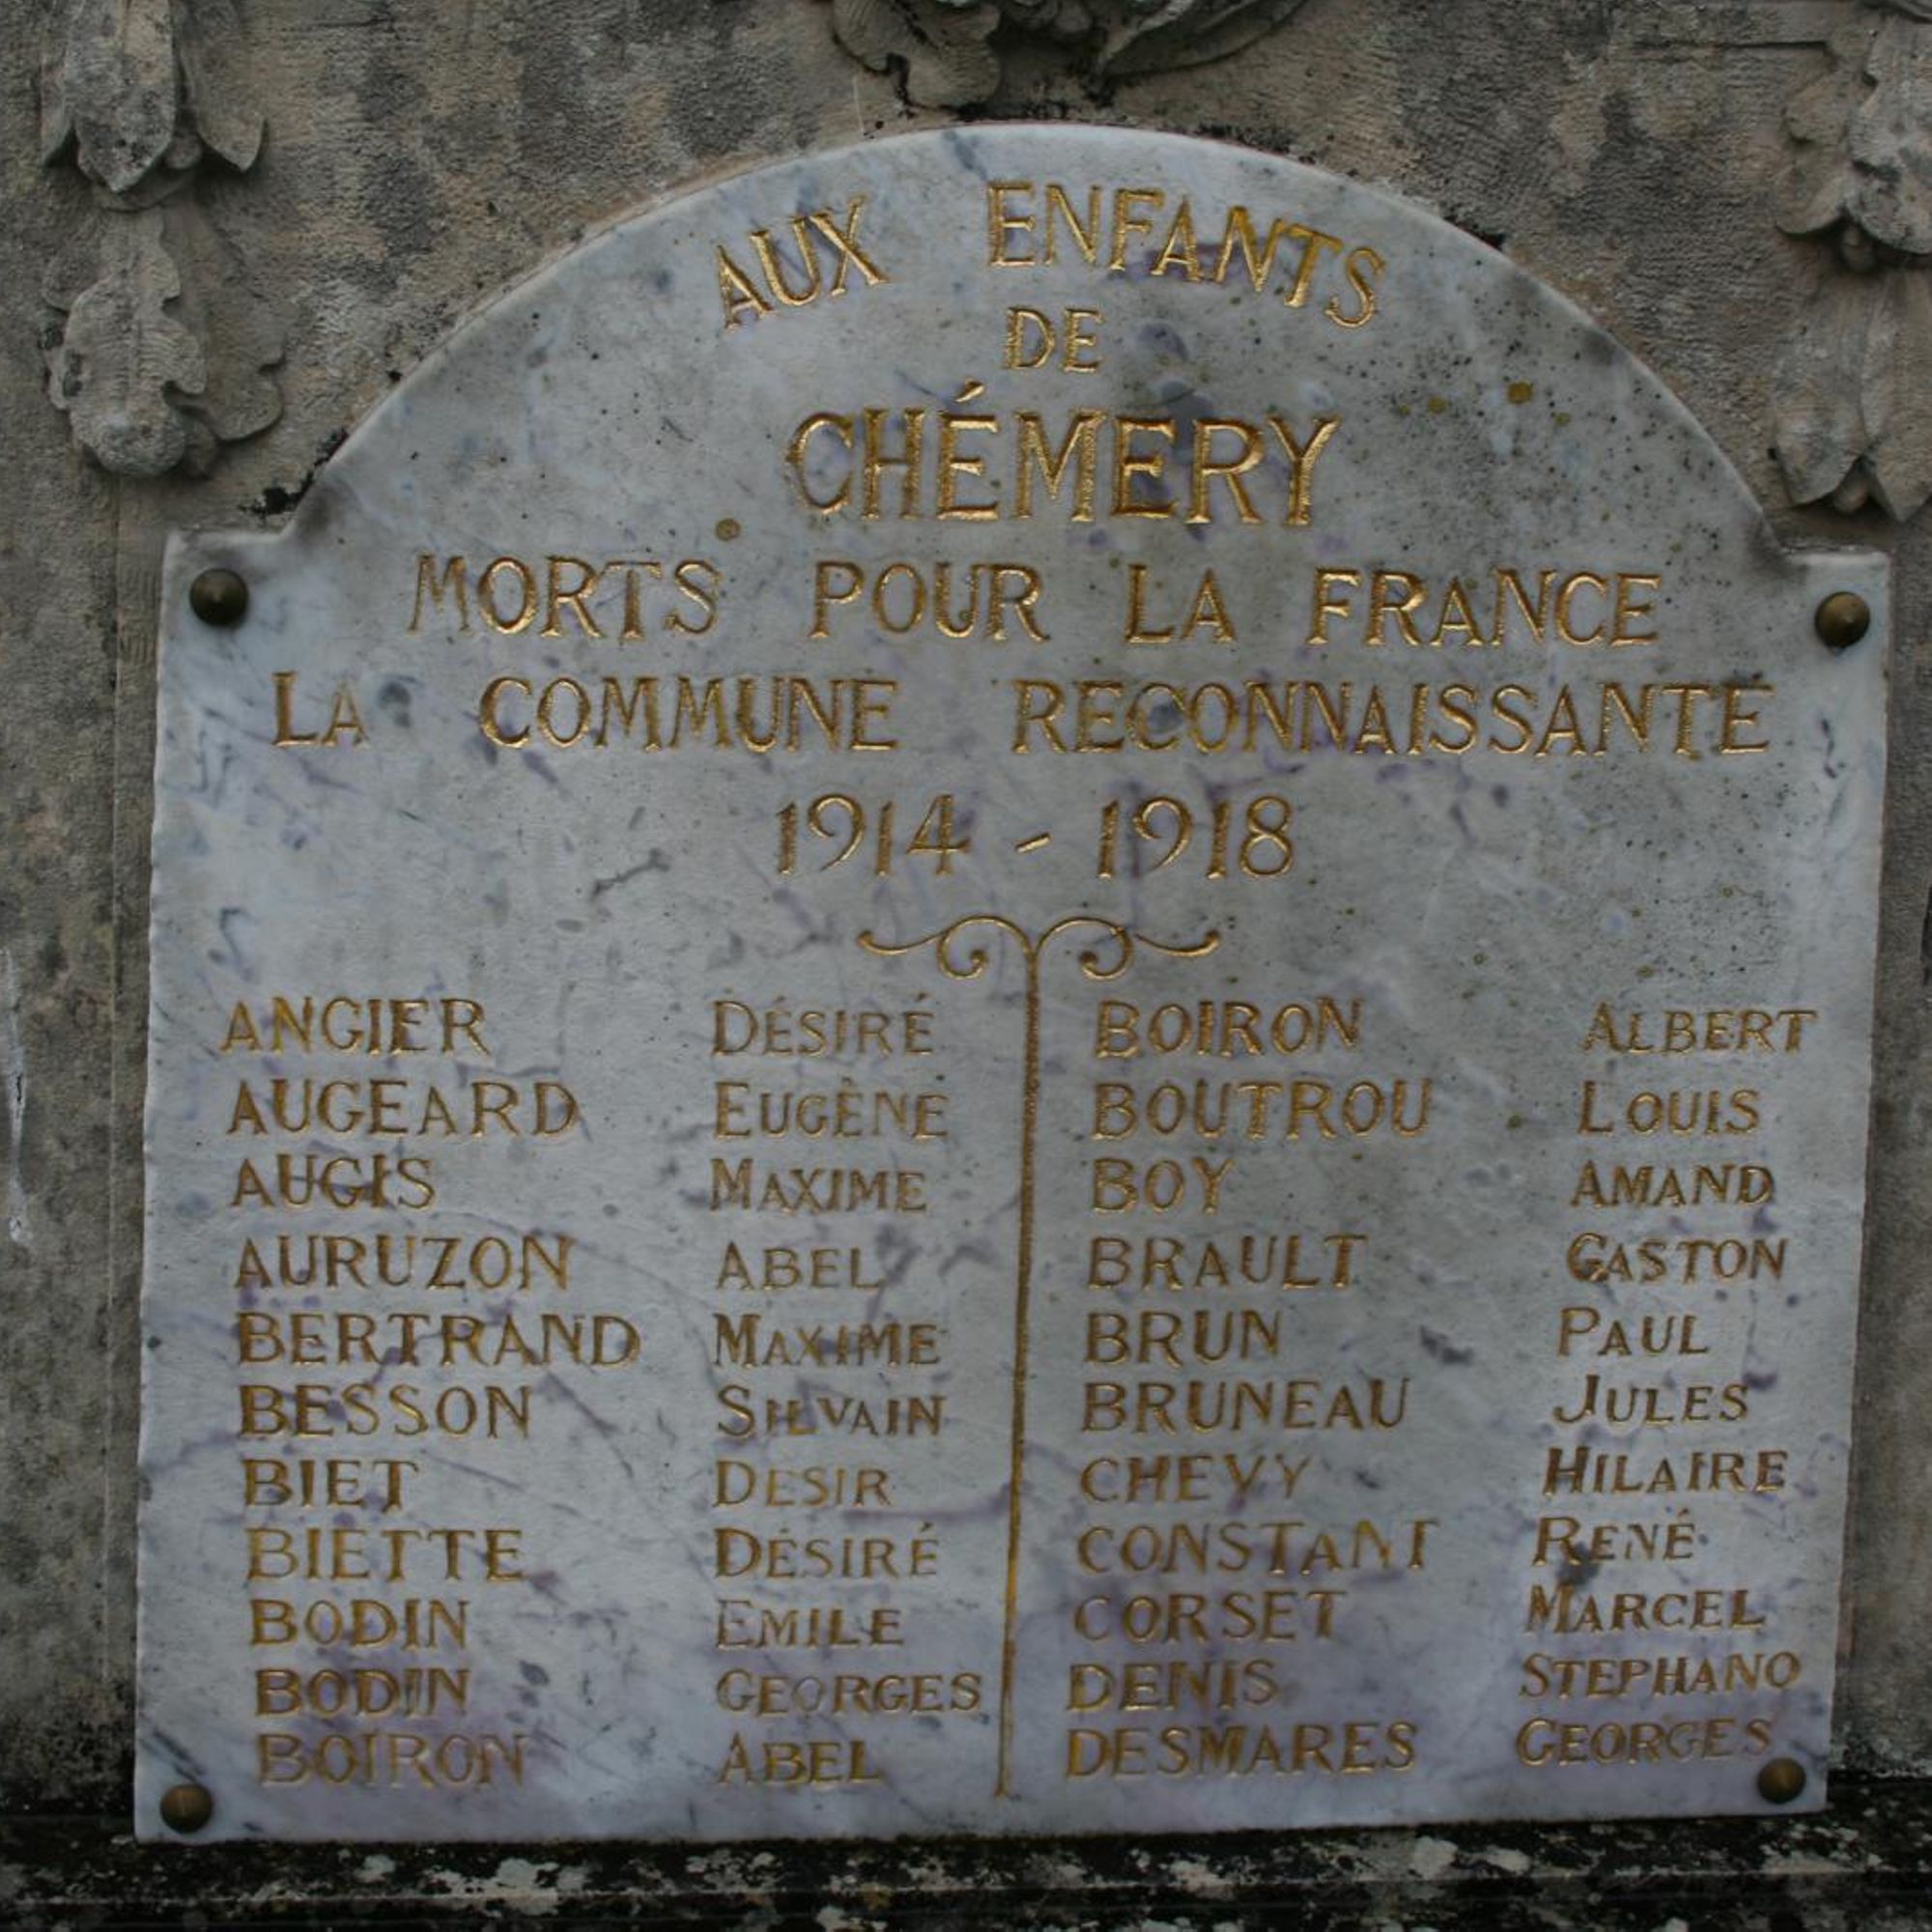 AUX ENFANTS
DE
CHÉMERY
MORTS POUR LA FRANCE
LA COMMUNE RECONNAISSANTE
1914 - 1918
ANGIER DÉSIRÉ
AUGEARD EUGÈNE
AUGIS MAXIME
AURUZON ABEL
BERTRAND MAXIME
BESSON SILVAIN
BIET DESIR
BIETTE DÉSIRÉ
BODIN EMILE
BODIN GEORGES
BOIRON ABEL
BOIRON ALBERT
BOUTROU LOUIS
BOY AMAND
BRAULT GASTON
BRUN PAUL
BRUNEAU JULES
CHEVY HILAIRE
CONSTANT RENÉ
CORSET MARCEL
DENIS STEPHANO
DESMARES GEORGES